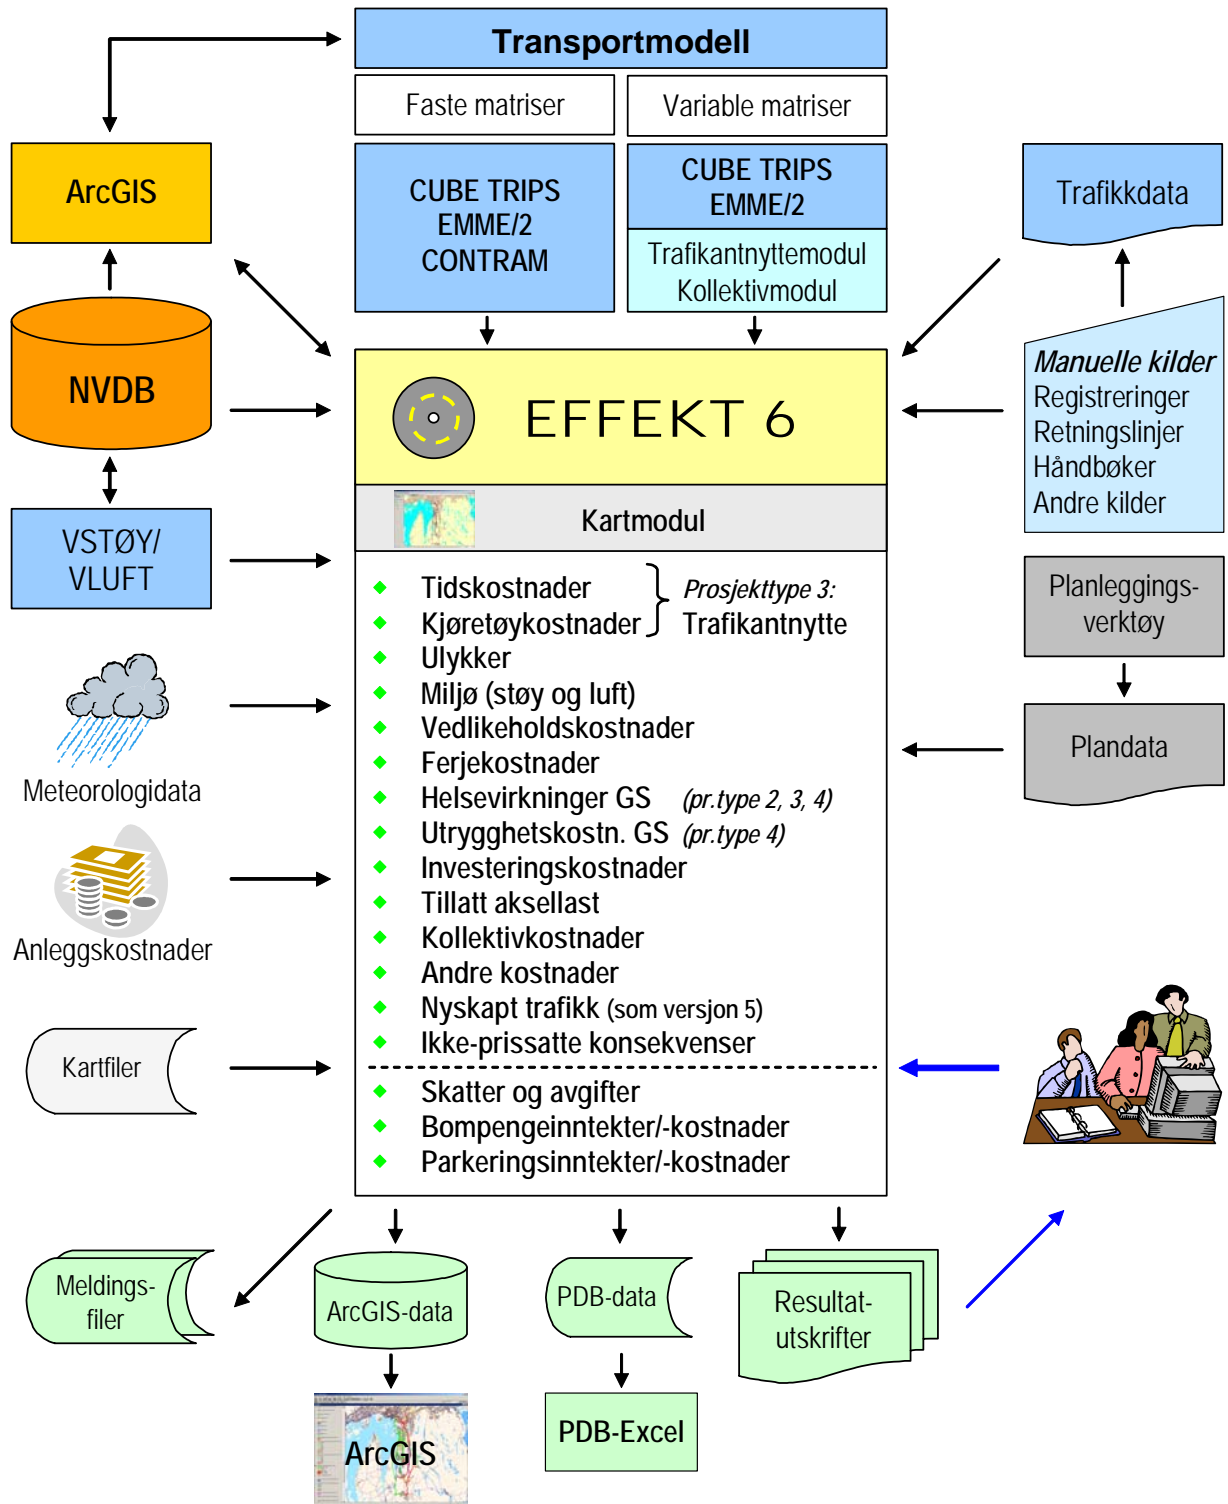 Transportmodell
Faste matriser
Variable matriser
ArcGIS
CUBE TRIPS
EMME/2
CONTRAM
CUBE TRIPS
EMME/2
Trafikantnyttemodul
Kollektivmodul
Trafikkdata
NVDB
EFFEKT 6
Manuelle kilder
Registreringer
Retningslinjer
Håndbøker
Andre kilder
Kartmodul
VSTØY/
VLUFT
Tidskostnader
Kjøretøykostnader
Prosjekttype 3:
Trafikantnytte
Ulykker
Miljø (støy og luft)
Vedlikeholdskostnader
Ferjekostnader
Helsevirkninger GS (pr.type 2, 3, 4)
Utrygghetskostn. GS (pr.type 4)
Investeringskostnader
Tillatt aksellast
Kollektivkostnader
Andre kostnader
Nyskapt trafikk (som versjon 5)
Ikke-prissatte konsekvenser
Skatter og avgifter
Bompengeinntekter/-kostnader
Parkeringsinntekter/-kostnader
Planleggings-
verktøy
Plandata
Meteorologidata
Anleggskostnader
Kartfiler
Meldings-
filer
ArcGIS-data
PDB-data
Resultat-
utskrifter
ArcGIS
PDB-Excel